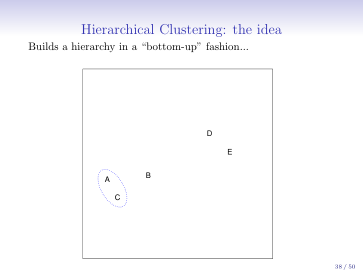 Hierarchical Clustering: the idea
Builds a hierarchy in a “bottom-up” fashion...
D
E
B
A
C
38 / 50